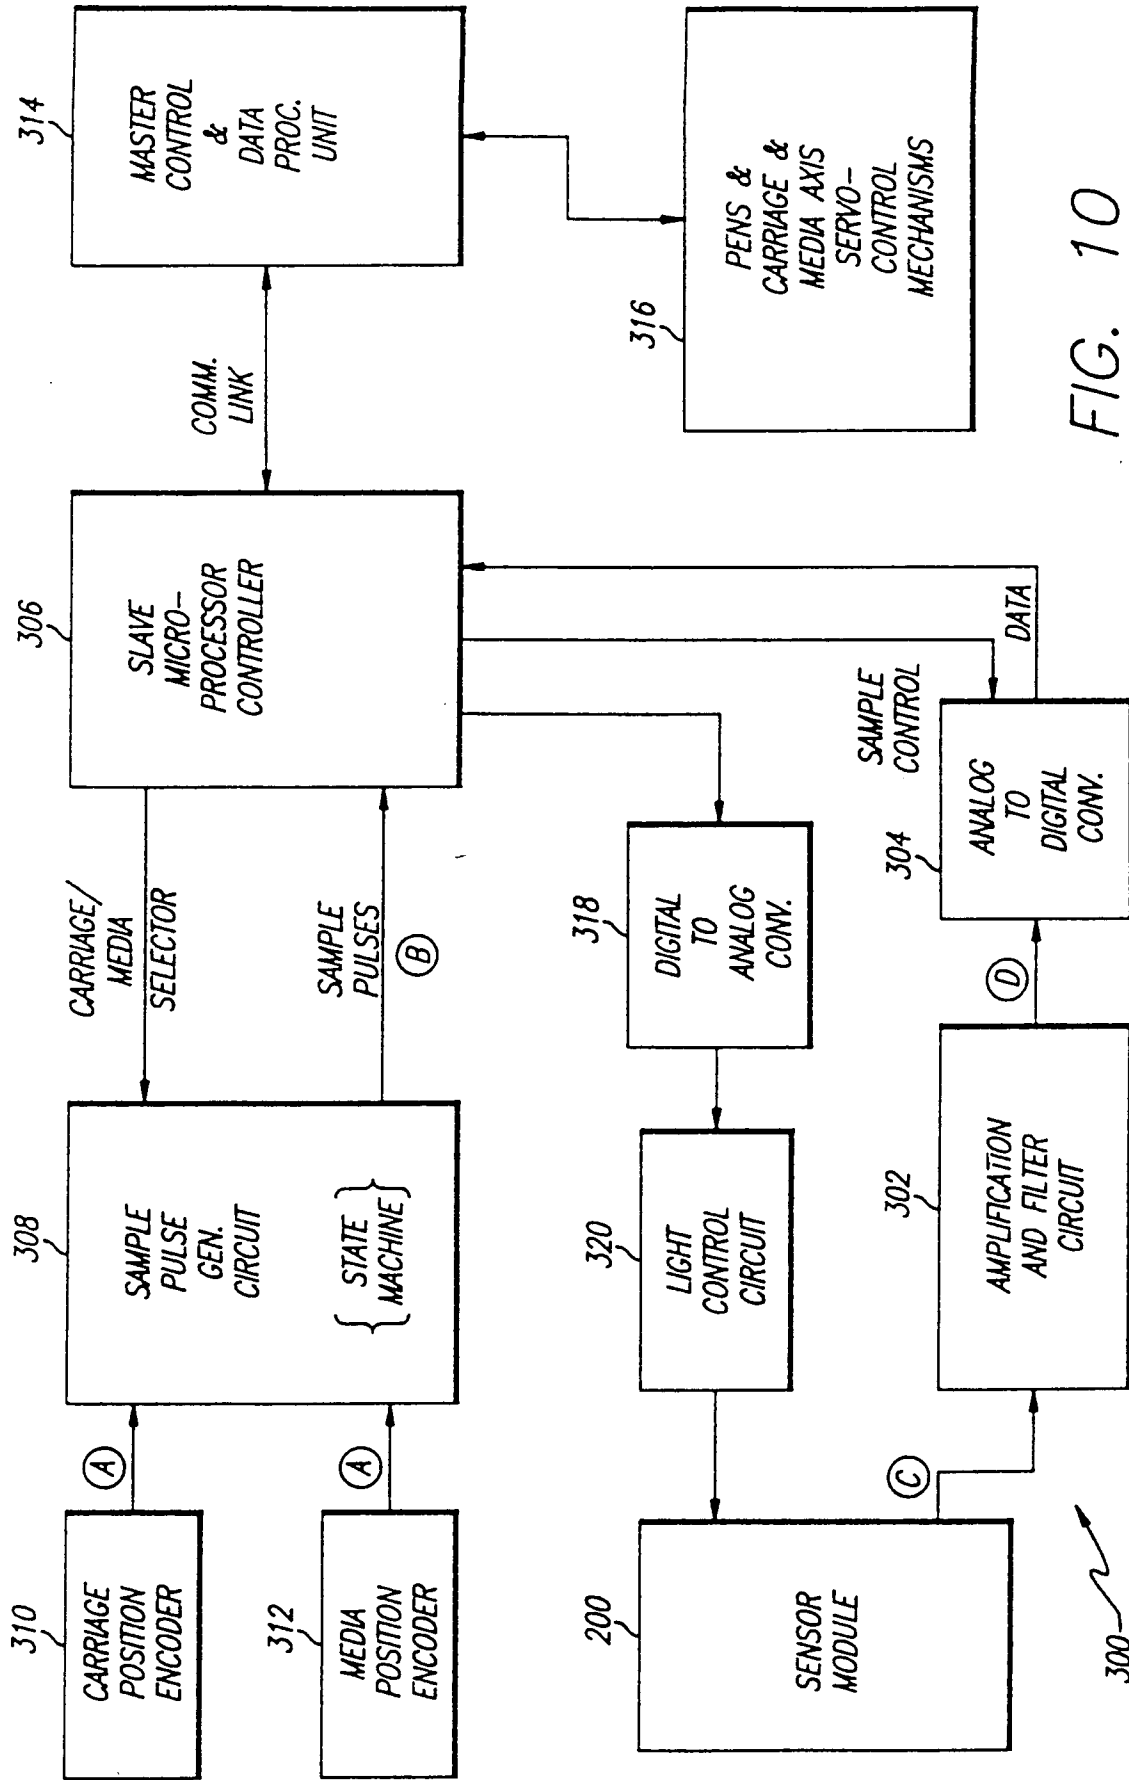 310
CARRIAGE
POSITION
ENCODER
A
308
SAMPLE
PULSE
GEN.
CIRCUIT
{ STATE
MACHINE }
CARRIAGE/
MEDIA
SELECTOR
306
SLAVE
MICRO-
PROCESSOR
CONTROLLER
COMM.
LINK
314
MASTER
CONTROL
&
DATA
PROC.
UNIT
312
MEDIA
POSITION
ENCODER
A
SAMPLE
PULSES
B
200
SENSOR
MODULE
320
LIGHT
CONTROL
CIRCUIT
318
DIGITAL
TO
ANALOG
CONV.
316
PENS &
CARRIAGE &
MEDIA AXIS
SERVO-
CONTROL
MECHANISMS
C
302
AMPLIFICATION
AND FILTER
CIRCUIT
D
304
ANALOG
TO
DIGITAL
CONV.
SAMPLE
CONTROL
DATA
300
FIG. 10